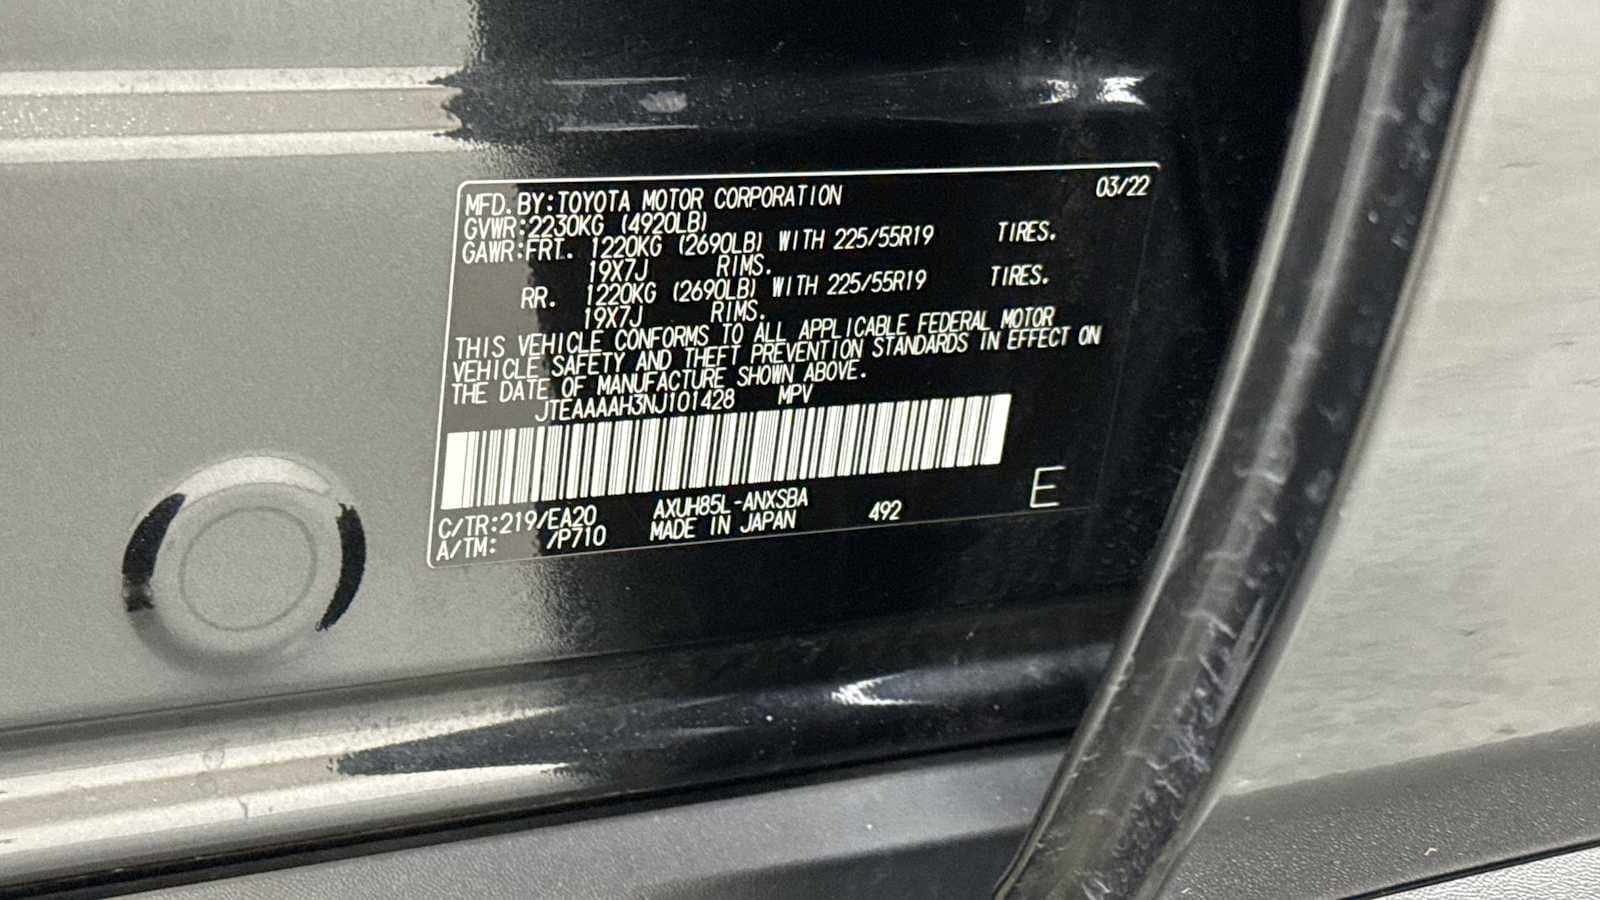 MFD. BY: TOYOTA MOTOR CORPORATION 03/22
GVWR: 2230KG (4920LB)
GAWR: FRT. 1220KG (2690LB) WITH 225/55R19 TIRES.
19X7J RIMS.
RR. 1220KG (2690LB) WITH 225/55R19 TIRES.
19X7J RIMS.
THIS VEHICLE CONFORMS TO ALL APPLICABLE FEDERAL MOTOR
VEHICLE SAFETY AND THEFT PREVENTION STANDARDS IN EFFECT ON
THE DATE OF MANUFACTURE SHOWN ABOVE.
JTEAAAAH3NJ101428 MPV
C/TR: 219/EA20 AXUH85L-ANXSBA 492 E
A/TM: /P710 MADE IN JAPAN